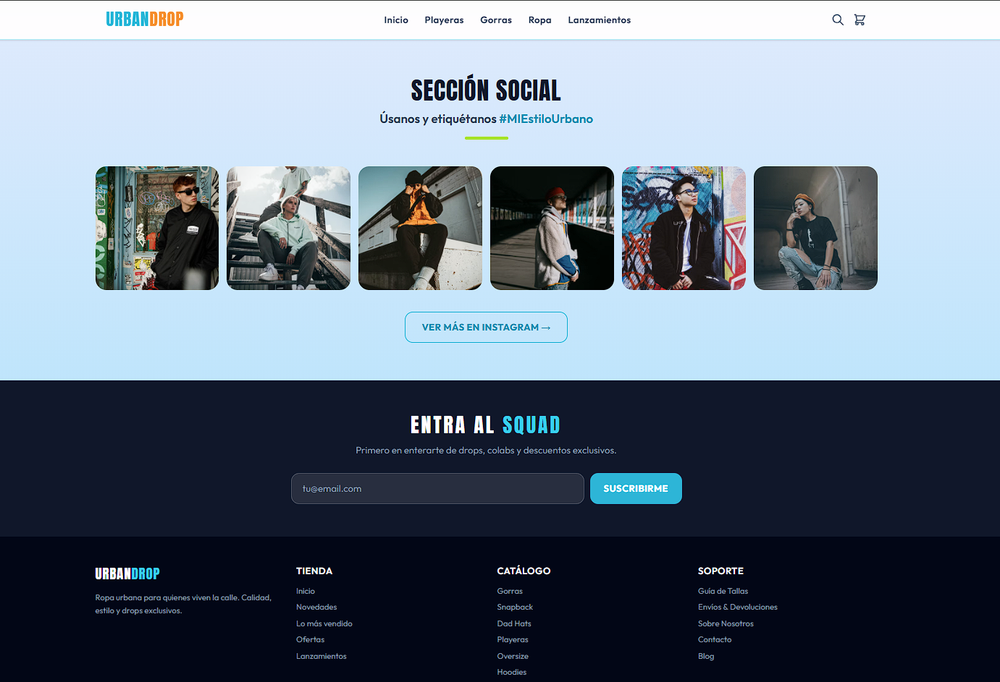 URBANDROP
Inicio Playeras Gorras Ropa Lanzamientos
SECCIÓN SOCIAL
Úsanos y etiquétanos #MIEstiloUrbano
VER MÁS EN INSTAGRAM →
ENTRA AL SQUAD
Primero en enterarte de drops, colabs y descuentos exclusivos.
tu@email.com
SUSCRIBIRME
URBANDROP
Ropa urbana para quienes viven la calle. Calidad,
estilo y drops exclusivos.
TIENDA
Inicio
Novedades
Lo más vendido
Ofertas
Lanzamientos
CATÁLOGO
Gorras
Snapback
Dad Hats
Playeras
Oversize
Hoodies
SOPORTE
Guía de Tallas
Envíos & Devoluciones
Sobre Nosotros
Contacto
Blog